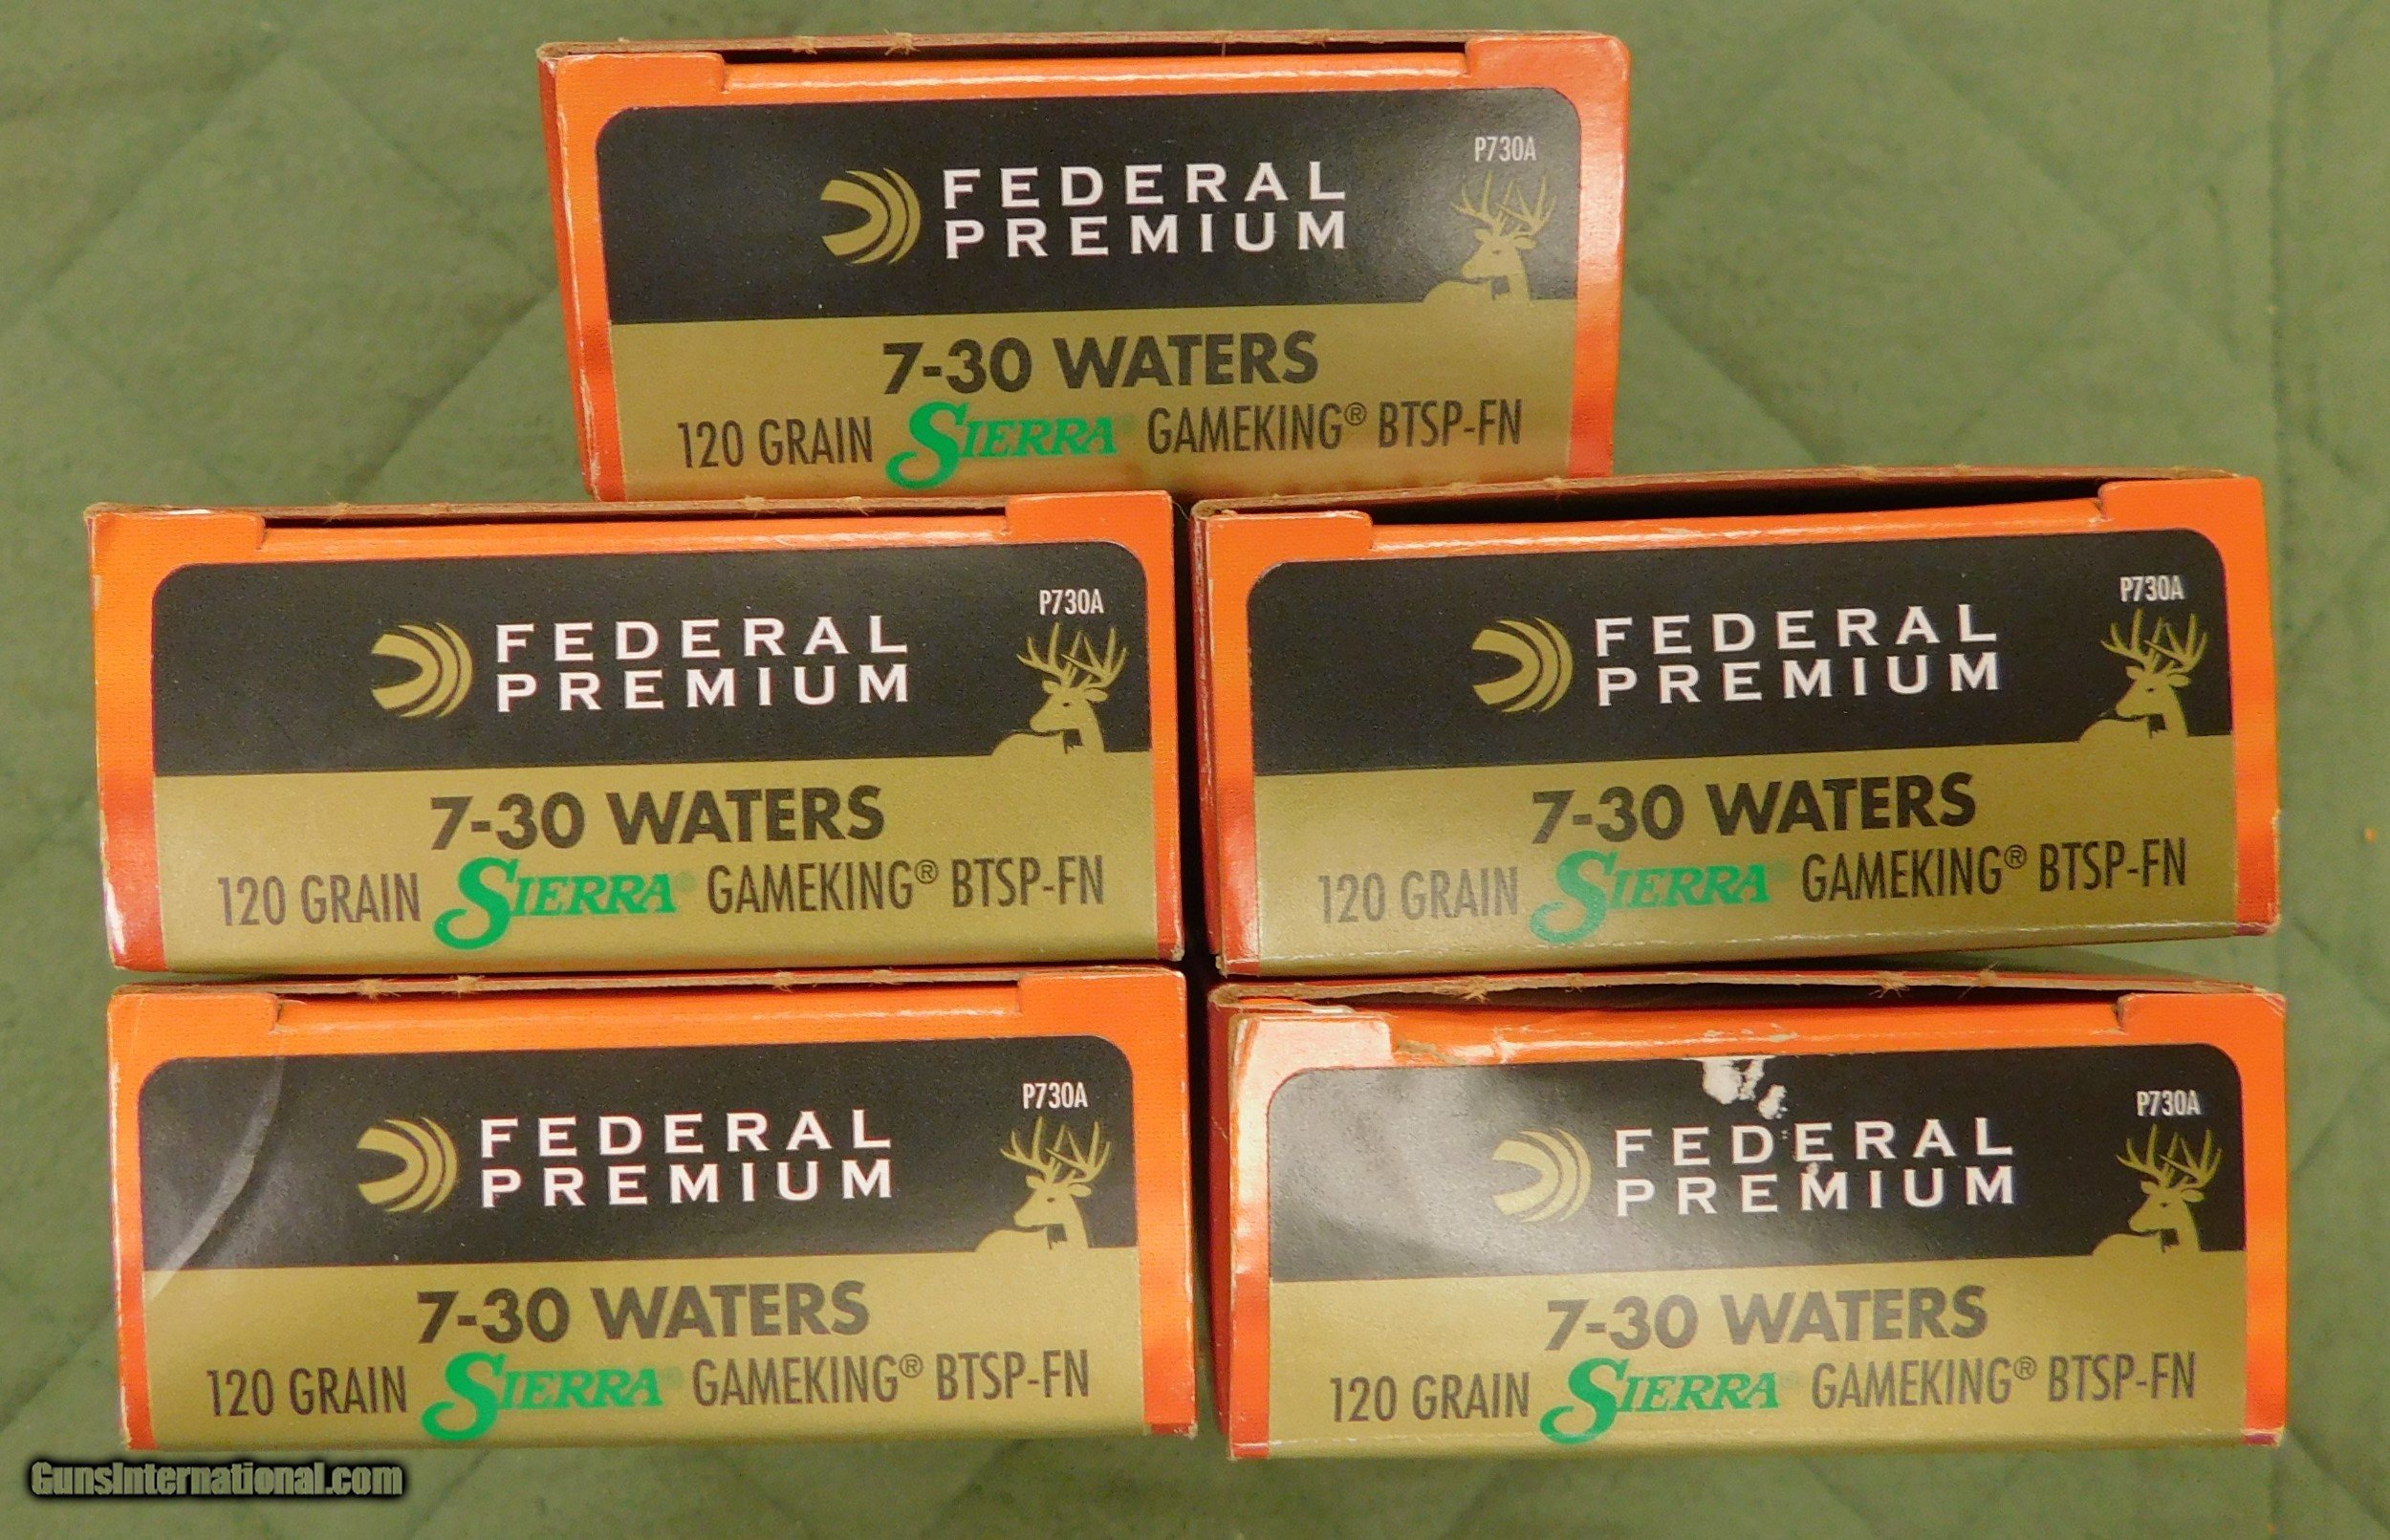 P730A
FEDERAL
PREMIUM
7-30 WATERS
120 GRAIN SIERRA® GAMEKING® BTSP-FN
P730A
FEDERAL
PREMIUM
7-30 WATERS
120 GRAIN SIERRA® GAMEKING® BTSP-FN
P730A
FEDERAL
PREMIUM
7-30 WATERS
120 GRAIN SIERRA® GAMEKING® BTSP-FN
P730A
FEDERAL
PREMIUM
7-30 WATERS
120 GRAIN SIERRA® GAMEKING® BTSP-FN
P730A
FEDERAL
PREMIUM
7-30 WATERS
120 GRAIN SIERRA® GAMEKING® BTSP-FN
GunsInternational.com